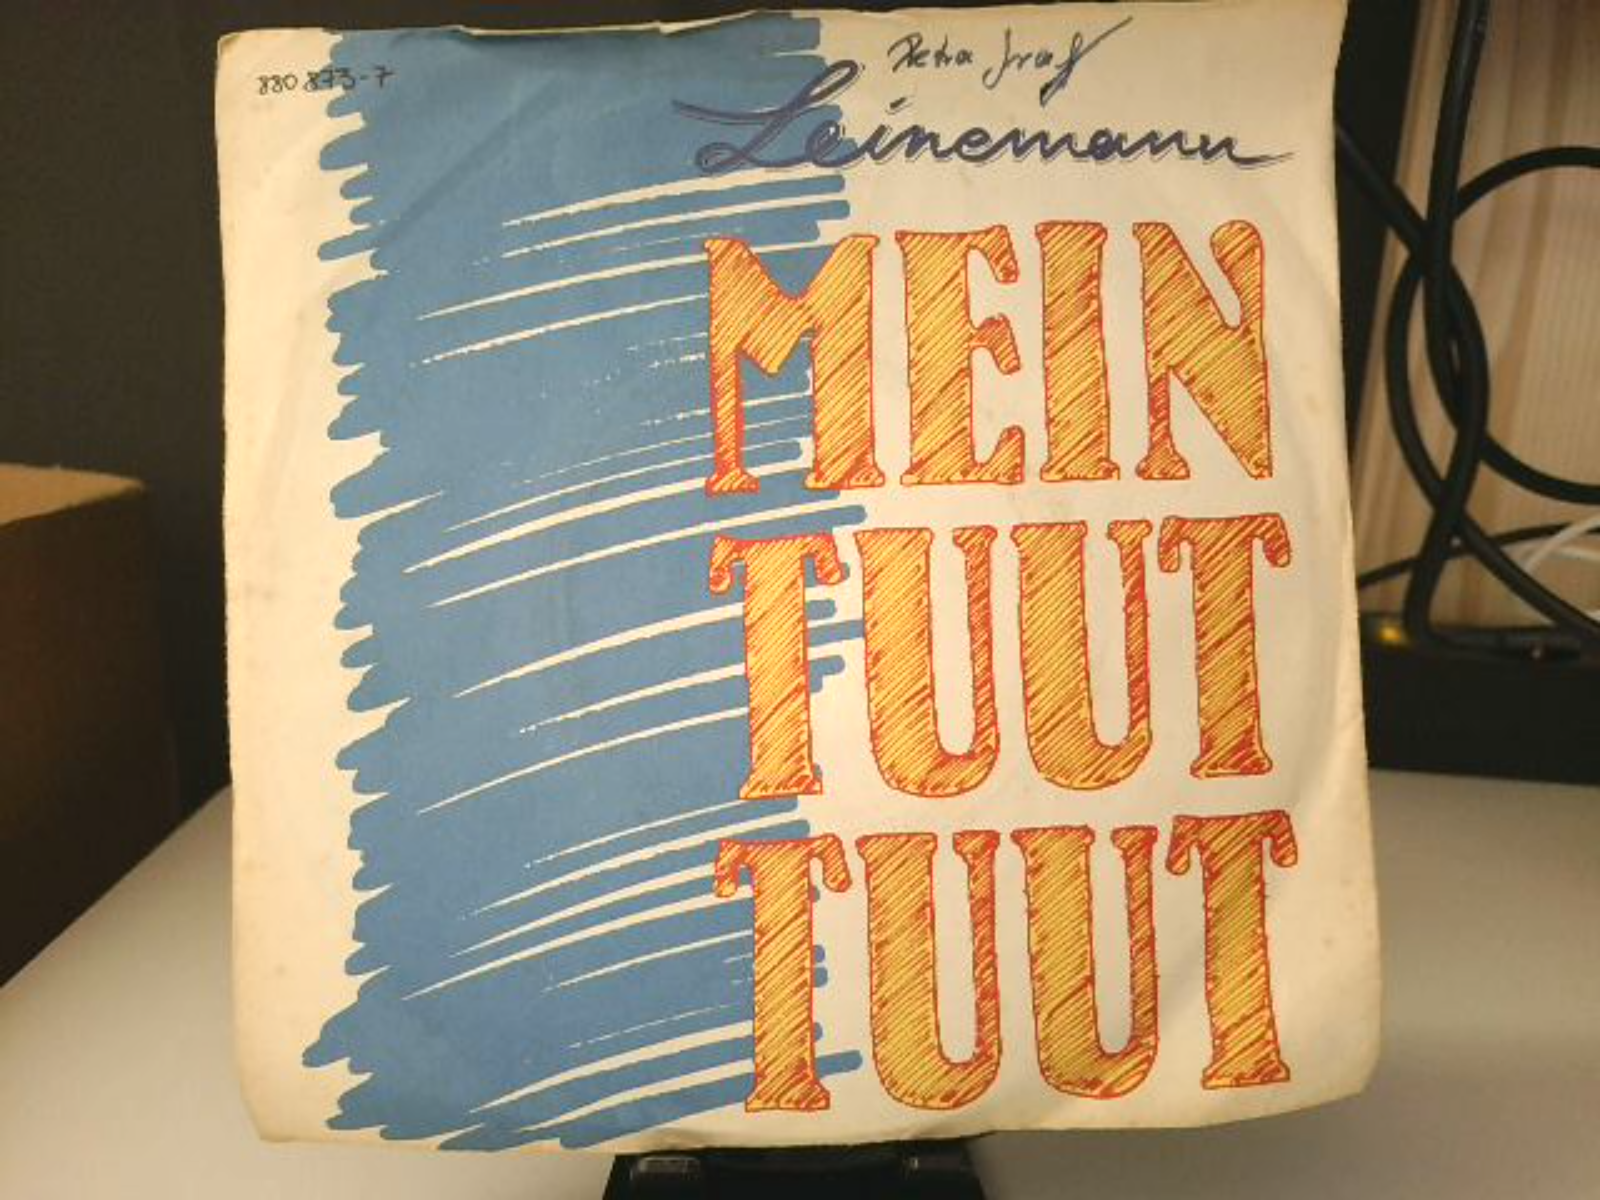 880 873-7
Petra Graf
Leinemann
MEIN
TUUT
TUUT